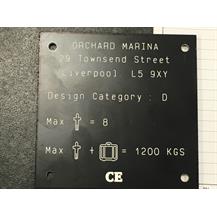 ORCHARD MARINA
29 Townsend Street
Liverpool. L5 9XY
Design Category : D
Max = 8
Max + = 1200 KGS
CE